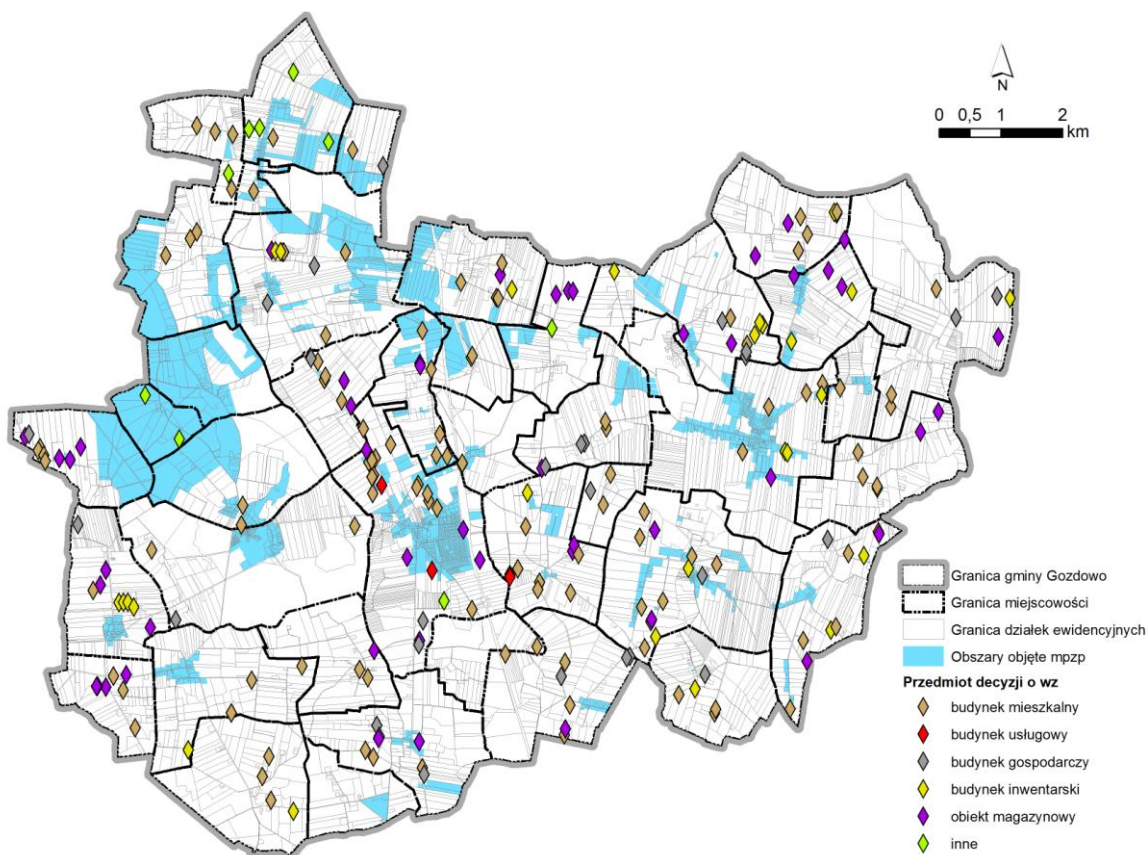 N
0 0,5 1 2
km
Granica gminy Gozdowo
Granica miejscowości
Granica działek ewidencyjnych
Obszary objęte mpzp
Przedmiot decyzji o wz
budynek mieszkalny
budynek usługowy
budynek gospodarczy
budynek inwentarski
obiekt magazynowy
inne